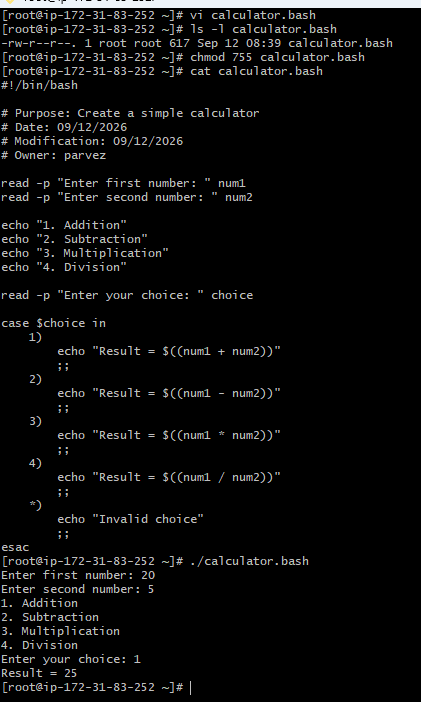 [root@ip-172-31-83-252 ~]# vi calculator.bash
[root@ip-172-31-83-252 ~]# ls -l calculator.bash
-rw-r--r--. 1 root root 617 Sep 12 08:39 calculator.bash
[root@ip-172-31-83-252 ~]# chmod 755 calculator.bash
[root@ip-172-31-83-252 ~]# cat calculator.bash
#!/bin/bash

# Purpose: Create a simple calculator
# Date: 09/12/2026
# Modification: 09/12/2026
# Owner: parvez

read -p "Enter first number: " num1
read -p "Enter second number: " num2

echo "1. Addition"
echo "2. Subtraction"
echo "3. Multiplication"
echo "4. Division"

read -p "Enter your choice: " choice

case $choice in
    1)
        echo "Result = $((num1 + num2))"
        ;;
    2)
        echo "Result = $((num1 - num2))"
        ;;
    3)
        echo "Result = $((num1 * num2))"
        ;;
    4)
        echo "Result = $((num1 / num2))"
        ;;
    *)
        echo "Invalid choice"
        ;;
esac
[root@ip-172-31-83-252 ~]# ./calculator.bash
Enter first number: 20
Enter second number: 5
1. Addition
2. Subtraction
3. Multiplication
4. Division
Enter your choice: 1
Result = 25
[root@ip-172-31-83-252 ~]#